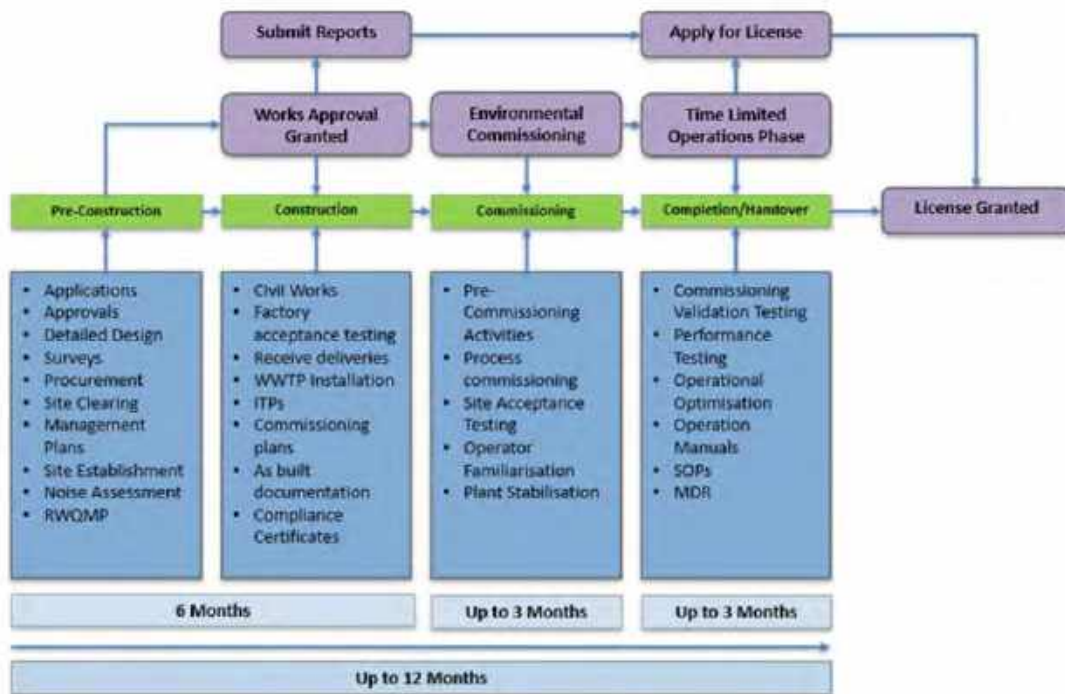 Submit Reports
Apply for License
Works Approval
Granted
Environmental
Commissioning
Time Limited
Operations Phase
Pre-Construction
Construction
Commissioning
Completion/Handover
License Granted
• Applications
• Approvals
• Detailed Design
• Surveys
• Procurement
• Site Clearing
• Management
Plans
• Site Establishment
• Noise Assessment
• RWQMP
• Civil Works
• Factory
acceptance testing
• Receive deliveries
• WWTP Installation
• ITPs
• Commissioning
plans
• As built
documentation
• Compliance
Certificates
• Pre-
Commissioning
Activities
• Process
commissioning
• Site Acceptance
Testing
• Operator
Familiarisation
• Plant Stabilisation
• Commissioning
Validation Testing
• Performance
Testing
• Operational
Optimisation
• Operation
Manuals
• SOPs
• MDR
6 Months
Up to 3 Months
Up to 3 Months
Up to 12 Months